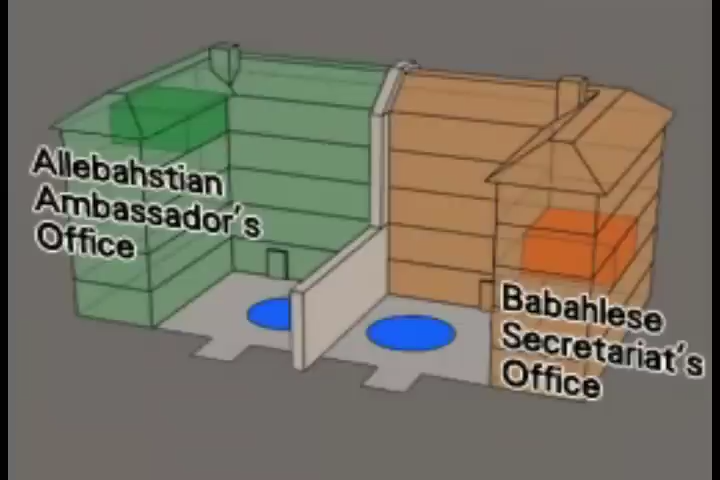 Allebahstian
Ambassador's
Office
Babahlese
Secretariat's
Office